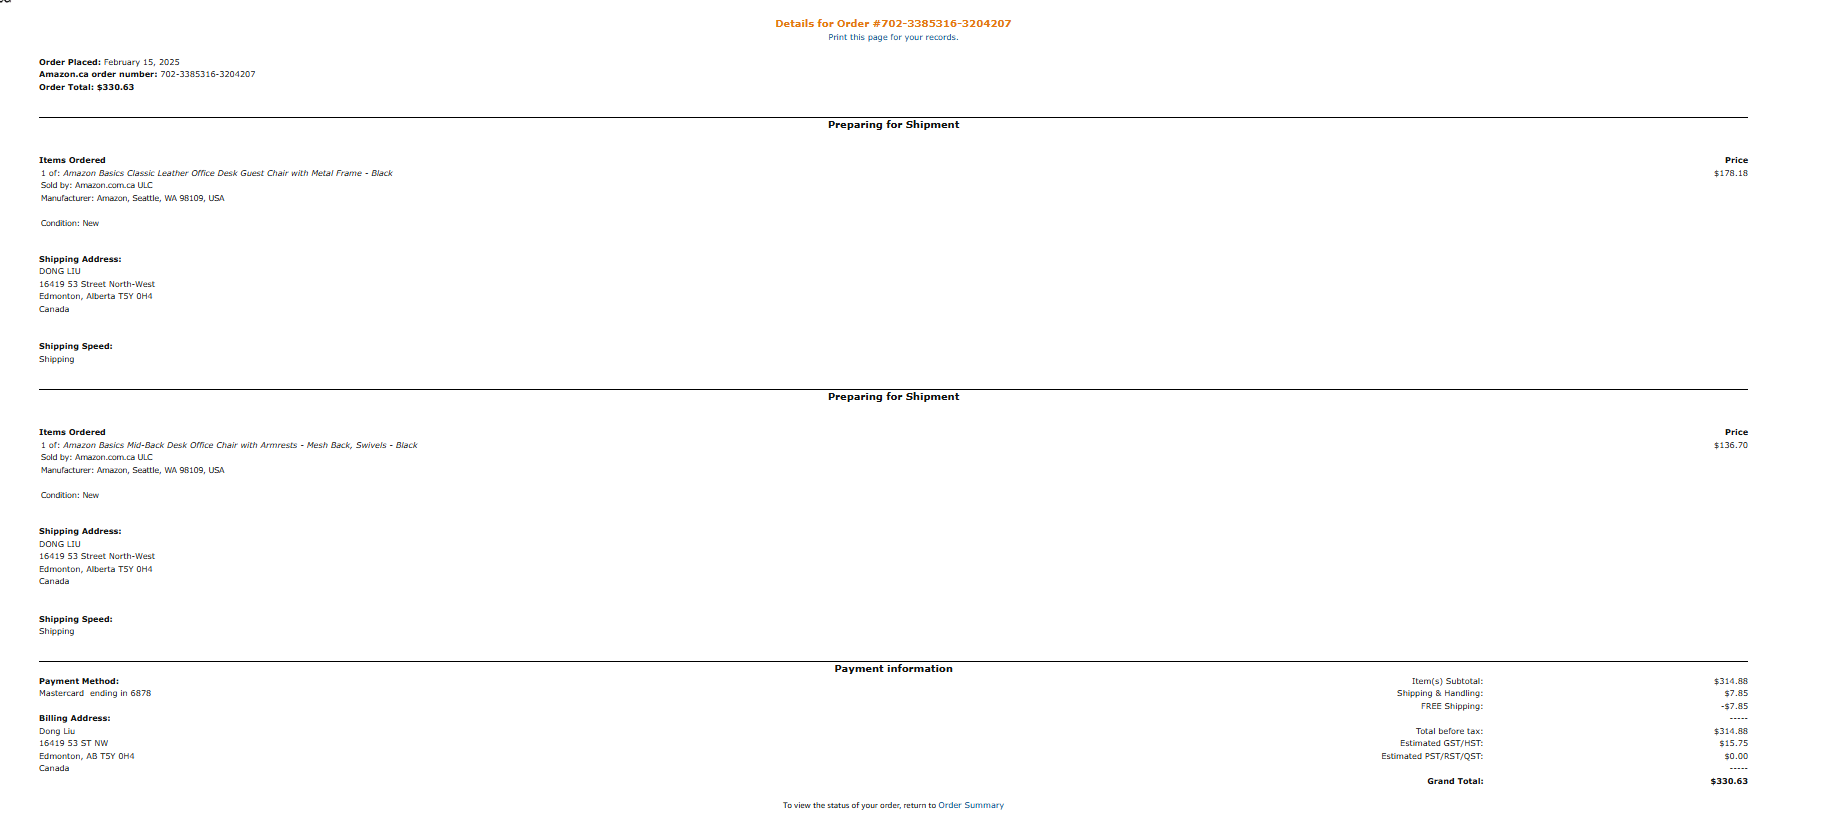 Details for Order #702-3385316-3204207
Print this page for your records.
Order Placed: February 15, 2025
Amazon.ca order number: 702-3385316-3204207
Order Total: $330.63
Preparing for Shipment
Items Ordered Price
1 of: Amazon Basics Classic Leather Office Desk Guest Chair with Metal Frame - Black $178.18
Sold by: Amazon.com.ca ULC
Manufacturer: Amazon, Seattle, WA 98109, USA
Condition: New
Shipping Address:
DONG LIU
16419 53 Street North-West
Edmonton, Alberta T5Y 0H4
Canada
Shipping Speed:
Shipping
Preparing for Shipment
Items Ordered Price
1 of: Amazon Basics Mid-Back Desk Office Chair with Armrests - Mesh Back, Swivels - Black $136.70
Sold by: Amazon.com.ca ULC
Manufacturer: Amazon, Seattle, WA 98109, USA
Condition: New
Shipping Address:
DONG LIU
16419 53 Street North-West
Edmonton, Alberta T5Y 0H4
Canada
Shipping Speed:
Shipping
Payment information
Payment Method:
Mastercard ending in 6878
Billing Address:
Dong Liu
16419 53 ST NW
Edmonton, AB T5Y 0H4
Canada
Item(s) Subtotal: $314.88
Shipping & Handling: $7.85
FREE Shipping: -$7.85
-----
Total before tax: $314.88
Estimated GST/HST: $15.75
Estimated PST/RST/QST: $0.00
-----
Grand Total: $330.63
To view the status of your order, return to Order Summary